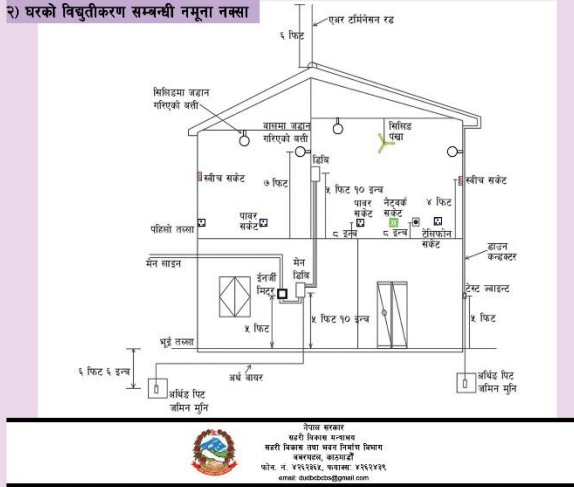 २) घरको विद्युतीकरण सम्बन्धी नमूना नक्सा
एअर टर्मिनेसन रड
६ फिट
सिलिङमा जडान
गरिएको बत्ती
वालमा जडान
गरिएको बत्ती
सिलिङ
पंखा
डिबि
स्वीच सकेट
७ फिट
५ फिट १० इन्च
पावर
सकेट
नेटवर्क
सकेट
४ फिट
स्वीच सकेट
पहिलो तल्ला
पावर
सकेट
८ इन्च
८ इन्च
टेलिफोन
सकेट
मेन लाइन
ईनर्जी
मिटर
मेन
डिबि
डाउन
कन्डक्टर
टेस्ट ज्वाइन्ट
५ फिट
५ फिट १० इन्च
५ फिट
भूई तल्ला
६ फिट ६ इन्च
अर्थ वायर
अर्थिङ पिट
जमिन मुनि
अर्थिङ पिट
जमिन मुनि
नेपाल सरकार
सहरी विकास मन्त्रालय
सहरी विकास तथा भवन निर्माण विभाग
बबरमहल, काठमाडौँ
फोन. नं. ४२६२३६५, फ्याक्सः ४२६२४३९
email: dudbcbcbs@gmail.com